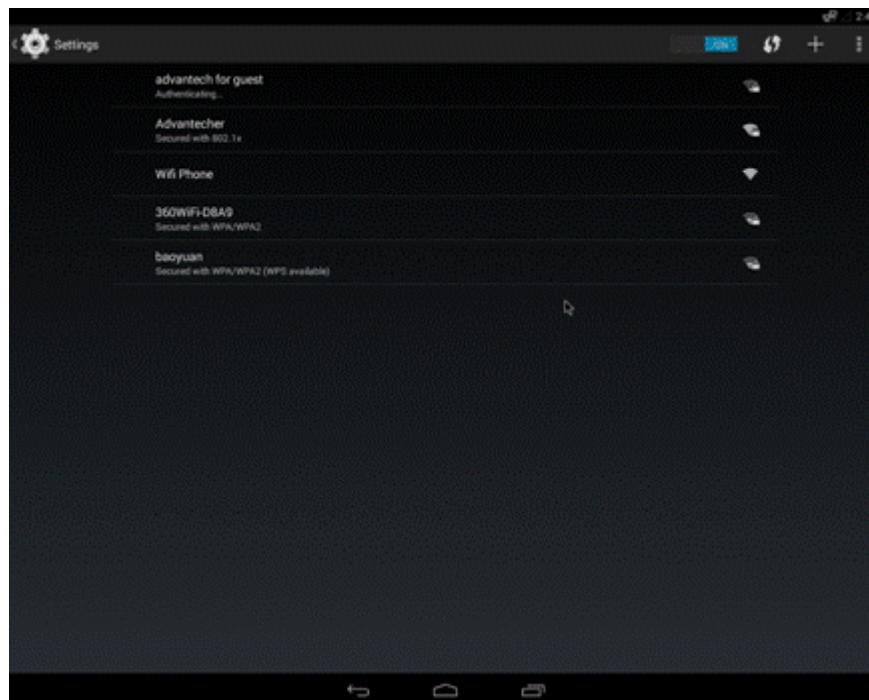 Settings
ON
advantech for guest
Authenticating...
Advantecher
Secured with 802.1x
Wifi Phone
360WiFi-D8A9
Secured with WPA/WPA2
baoyuan
Secured with WPA/WPA2 (WPS available)